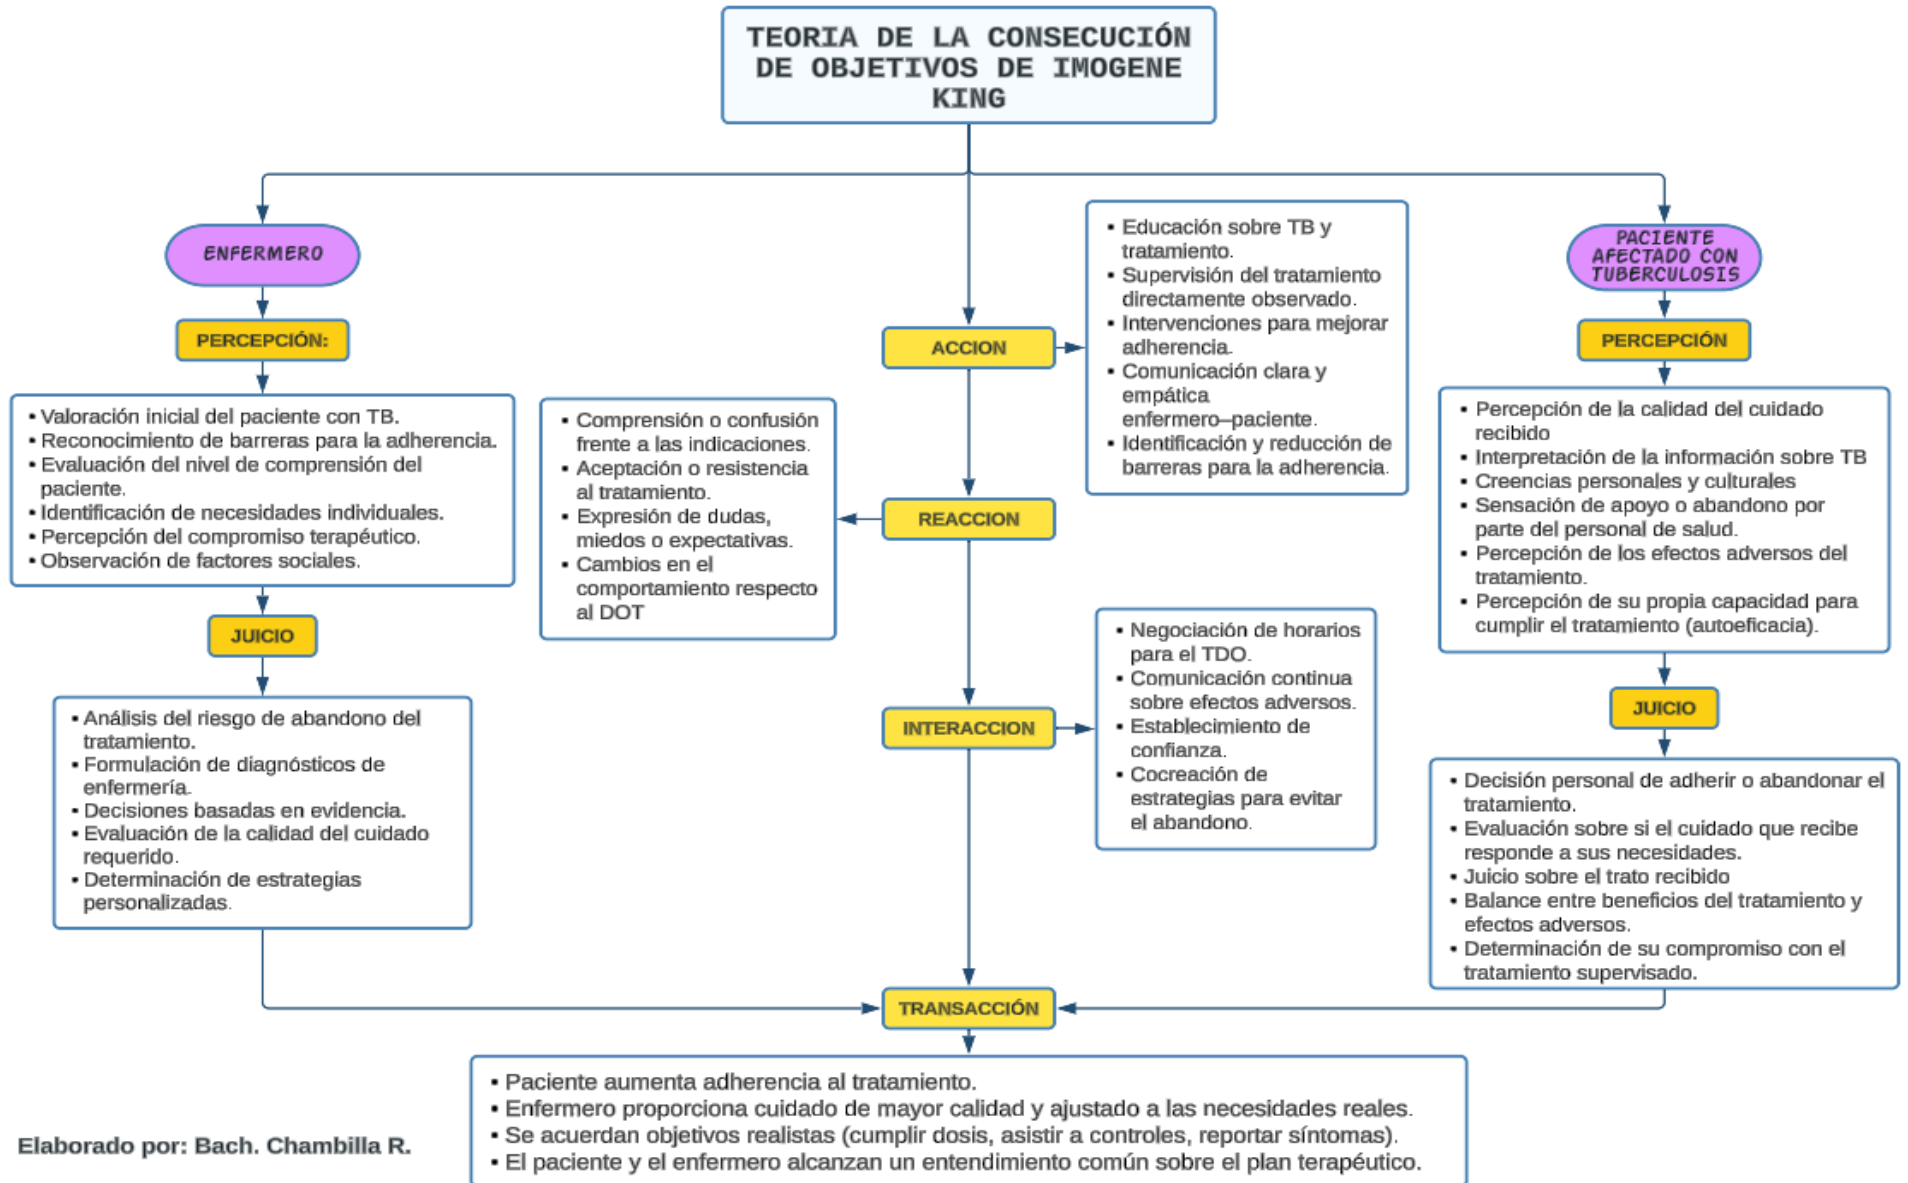 TEORIA DE LA CONSECUCIÓN
DE OBJETIVOS DE IMOGENE
KING
ENFERMERO
PERCEPCIÓN:
▪ Valoración inicial del paciente con TB.
▪ Reconocimiento de barreras para la adherencia.
▪ Evaluación del nivel de comprensión del
paciente.
▪ Identificación de necesidades individuales.
▪ Percepción del compromiso terapéutico.
▪ Observación de factores sociales.
JUICIO
▪ Análisis del riesgo de abandono del
tratamiento.
▪ Formulación de diagnósticos de
enfermería.
▪ Decisiones basadas en evidencia.
▪ Evaluación de la calidad del cuidado
requerido.
▪ Determinación de estrategias
personalizadas.
ACCION
▪ Educación sobre TB y
tratamiento.
▪ Supervisión del tratamiento
directamente observado.
▪ Intervenciones para mejorar
adherencia.
▪ Comunicación clara y
empática
enfermero–paciente.
▪ Identificación y reducción de
barreras para la adherencia.
REACCION
▪ Comprensión o confusión
frente a las indicaciones.
▪ Aceptación o resistencia
al tratamiento.
▪ Expresión de dudas,
miedos o expectativas.
▪ Cambios en el
comportamiento respecto
al DOT
INTERACCION
▪ Negociación de horarios
para el TDO.
▪ Comunicación continua
sobre efectos adversos.
▪ Establecimiento de
confianza.
▪ Cocreación de
estrategias para evitar
el abandono.
PACIENTE
AFECTADO CON
TUBERCULOSIS
PERCEPCIÓN
▪ Percepción de la calidad del cuidado
recibido
▪ Interpretación de la información sobre TB
▪ Creencias personales y culturales
▪ Sensación de apoyo o abandono por
parte del personal de salud.
▪ Percepción de los efectos adversos del
tratamiento.
▪ Percepción de su propia capacidad para
cumplir el tratamiento (autoeficacia).
JUICIO
▪ Decisión personal de adherir o abandonar el
tratamiento.
▪ Evaluación sobre si el cuidado que recibe
responde a sus necesidades.
▪ Juicio sobre el trato recibido
▪ Balance entre beneficios del tratamiento y
efectos adversos.
▪ Determinación de su compromiso con el
tratamiento supervisado.
TRANSACCIÓN
▪ Paciente aumenta adherencia al tratamiento.
▪ Enfermero proporciona cuidado de mayor calidad y ajustado a las necesidades reales.
▪ Se acuerdan objetivos realistas (cumplir dosis, asistir a controles, reportar síntomas).
▪ El paciente y el enfermero alcanzan un entendimiento común sobre el plan terapéutico.
Elaborado por: Bach. Chambilla R.